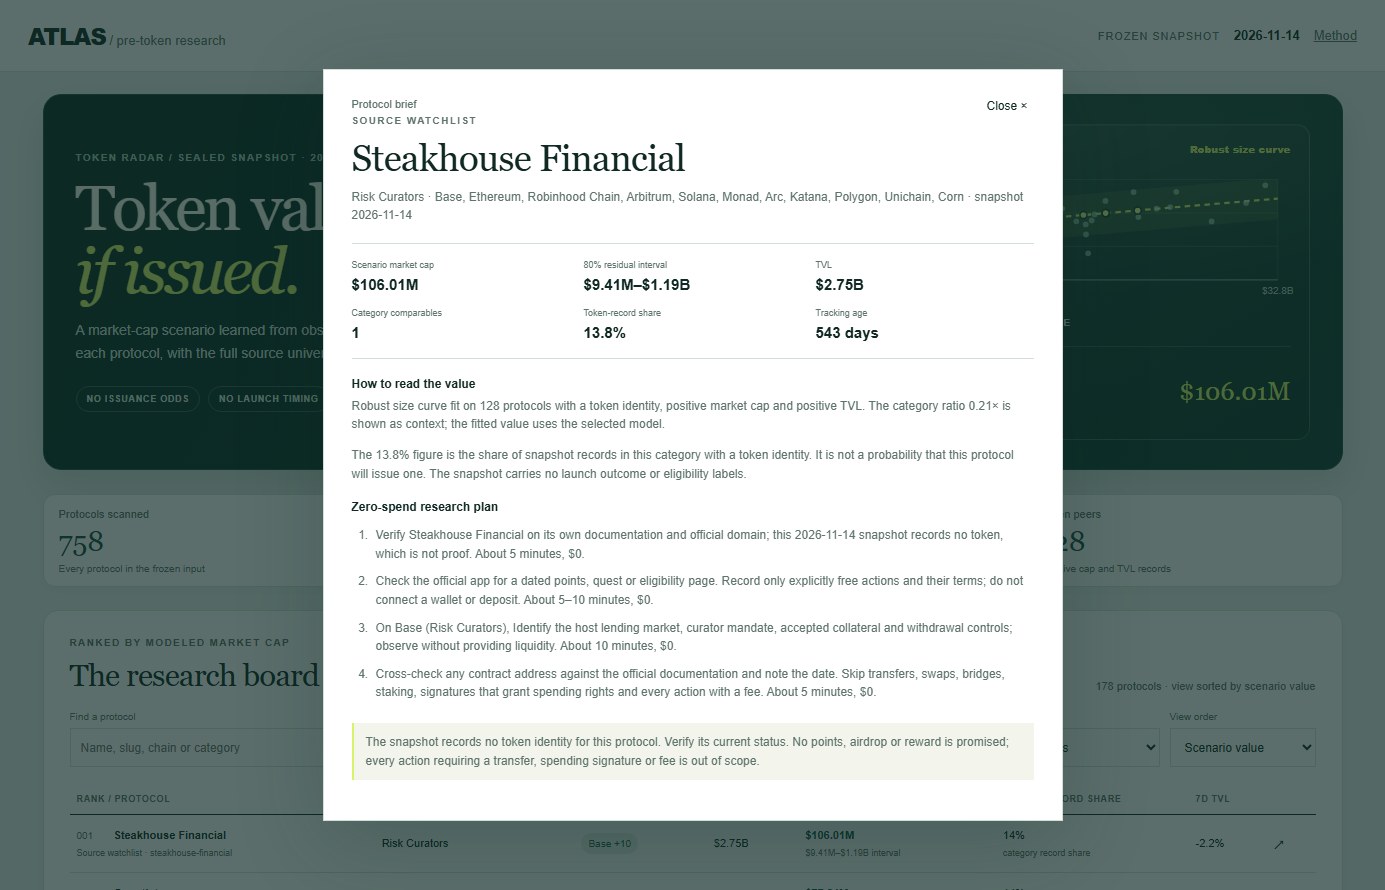 ATLAS / pre-token research
FROZEN SNAPSHOT 2026-11-14 Method
TOKEN RADAR / SEALED SNAPSHOT · 20
Token val
if issued.
A market-cap scenario learned from obs
each protocol, with the full source univer
NO ISSUANCE ODDS NO LAUNCH TIMING
Robust size curve
$32.8B
$106.01M
Protocols scanned
758
Every protocol in the frozen input
peers
28
cap and TVL records
RANKED BY MODELED MARKET CAP
The research board
178 protocols · view sorted by scenario value
Find a protocol
Name, slug, chain or category
View order
Scenario value
RANK / PROTOCOL
SHARE
7D TVL
001 Steakhouse Financial
Source watchlist · steakhouse-financial
Risk Curators
Base +10
$2.75B
$106.01M
$9.41M–$1.19B interval
14%
category record share
-2.2%
↗
Protocol brief
Close ×
SOURCE WATCHLIST
Steakhouse Financial
Risk Curators · Base, Ethereum, Robinhood Chain, Arbitrum, Solana, Monad, Arc, Katana, Polygon, Unichain, Corn · snapshot
2026-11-14
Scenario market cap
$106.01M
80% residual interval
$9.41M–$1.19B
TVL
$2.75B
Category comparables
1
Token-record share
13.8%
Tracking age
543 days
How to read the value
Robust size curve fit on 128 protocols with a token identity, positive market cap and positive TVL. The category ratio 0.21× is
shown as context; the fitted value uses the selected model.
The 13.8% figure is the share of snapshot records in this category with a token identity. It is not a probability that this protocol
will issue one. The snapshot carries no launch outcome or eligibility labels.
Zero-spend research plan
1. Verify Steakhouse Financial on its own documentation and official domain; this 2026-11-14 snapshot records no token,
which is not proof. About 5 minutes, $0.
2. Check the official app for a dated points, quest or eligibility page. Record only explicitly free actions and their terms; do not
connect a wallet or deposit. About 5–10 minutes, $0.
3. On Base (Risk Curators), Identify the host lending market, curator mandate, accepted collateral and withdrawal controls;
observe without providing liquidity. About 10 minutes, $0.
4. Cross-check any contract address against the official documentation and note the date. Skip transfers, swaps, bridges,
staking, signatures that grant spending rights and every action with a fee. About 5 minutes, $0.
The snapshot records no token identity for this protocol. Verify its current status. No points, airdrop or reward is promised;
every action requiring a transfer, spending signature or fee is out of scope.